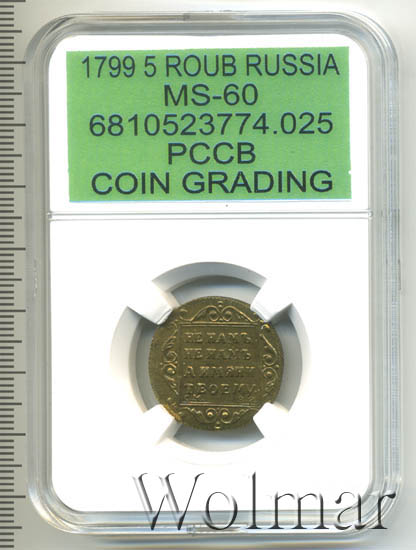 1799 5 ROUB RUSSIA
MS-60
6810523774.025
PCCB
COIN GRADING
НЕ НАМЪ
НЕ НАМЪ
А ИМЯНИ
ТВОЕМУ
Wolmar